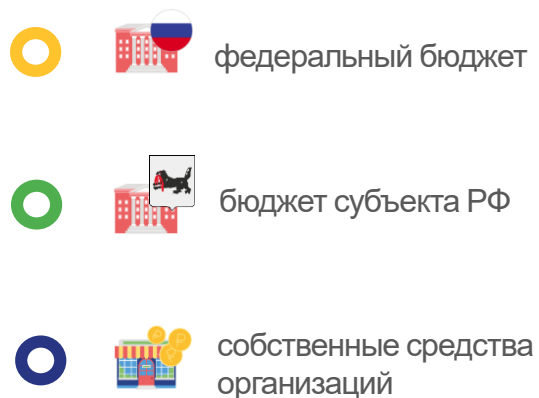 федеральный бюджет
бюджет субъекта РФ
собственные средства
организаций